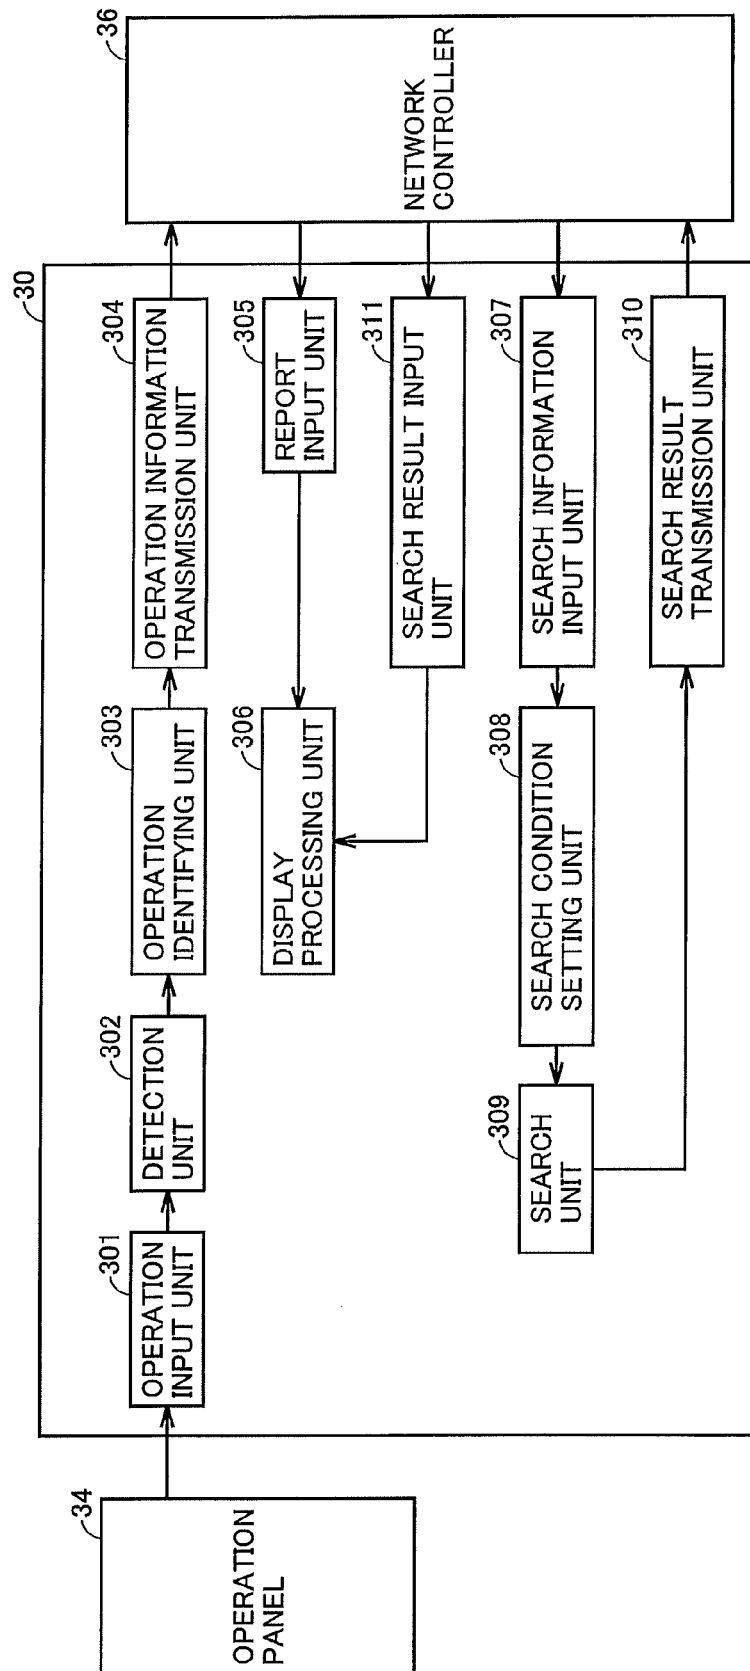 34
OPERATION
PANEL
30
301
OPERATION
INPUT UNIT
302
DETECTION
UNIT
303
OPERATION
IDENTIFYING UNIT
304
OPERATION INFORMATION
TRANSMISSION UNIT
36
NETWORK
CONTROLLER
306
DISPLAY
PROCESSING UNIT
305
REPORT
INPUT UNIT
311
SEARCH RESULT INPUT
UNIT
309
SEARCH
UNIT
308
SEARCH CONDITION
SETTING UNIT
307
SEARCH INFORMATION
INPUT UNIT
310
SEARCH RESULT
TRANSMISSION UNIT